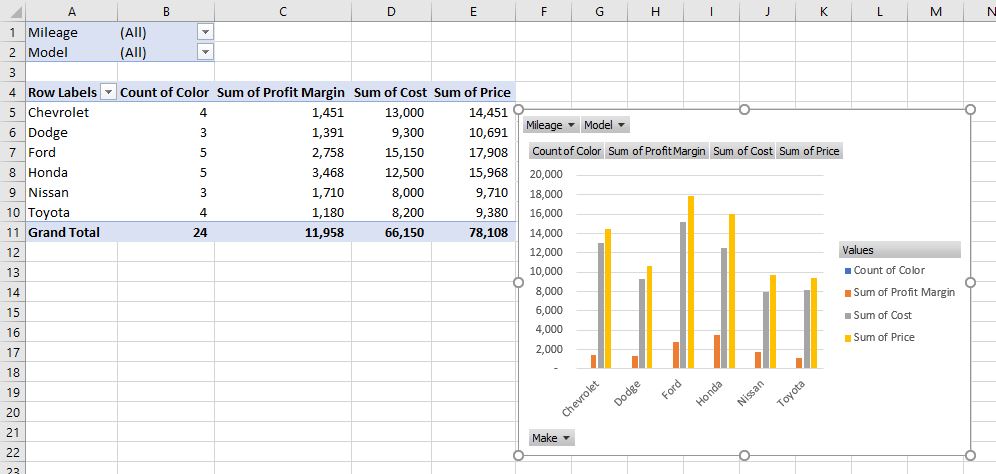 A B C D E F G H I J K L M N
1 Mileage (All)
2 Model (All)
3
4 Row Labels Count of Color Sum of Profit Margin Sum of Cost Sum of Price
5 Chevrolet 4 1,451 13,000 14,451
6 Dodge 3 1,391 9,300 10,691
7 Ford 5 2,758 15,150 17,908
8 Honda 5 3,468 12,500 15,968
9 Nissan 3 1,710 8,000 9,710
10 Toyota 4 1,180 8,200 9,380
11 Grand Total 24 11,958 66,150 78,108
12
13
14
15
16
17
18
19
20
21
22
23
Mileage Model
Count of Color Sum of Profit Margin Sum of Cost Sum of Price
20,000
18,000
16,000
14,000
12,000
10,000
8,000
6,000
4,000
2,000
-
Chevrolet Dodge Ford Honda Nissan Toyota
Values
Count of Color
Sum of Profit Margin
Sum of Cost
Sum of Price
Make